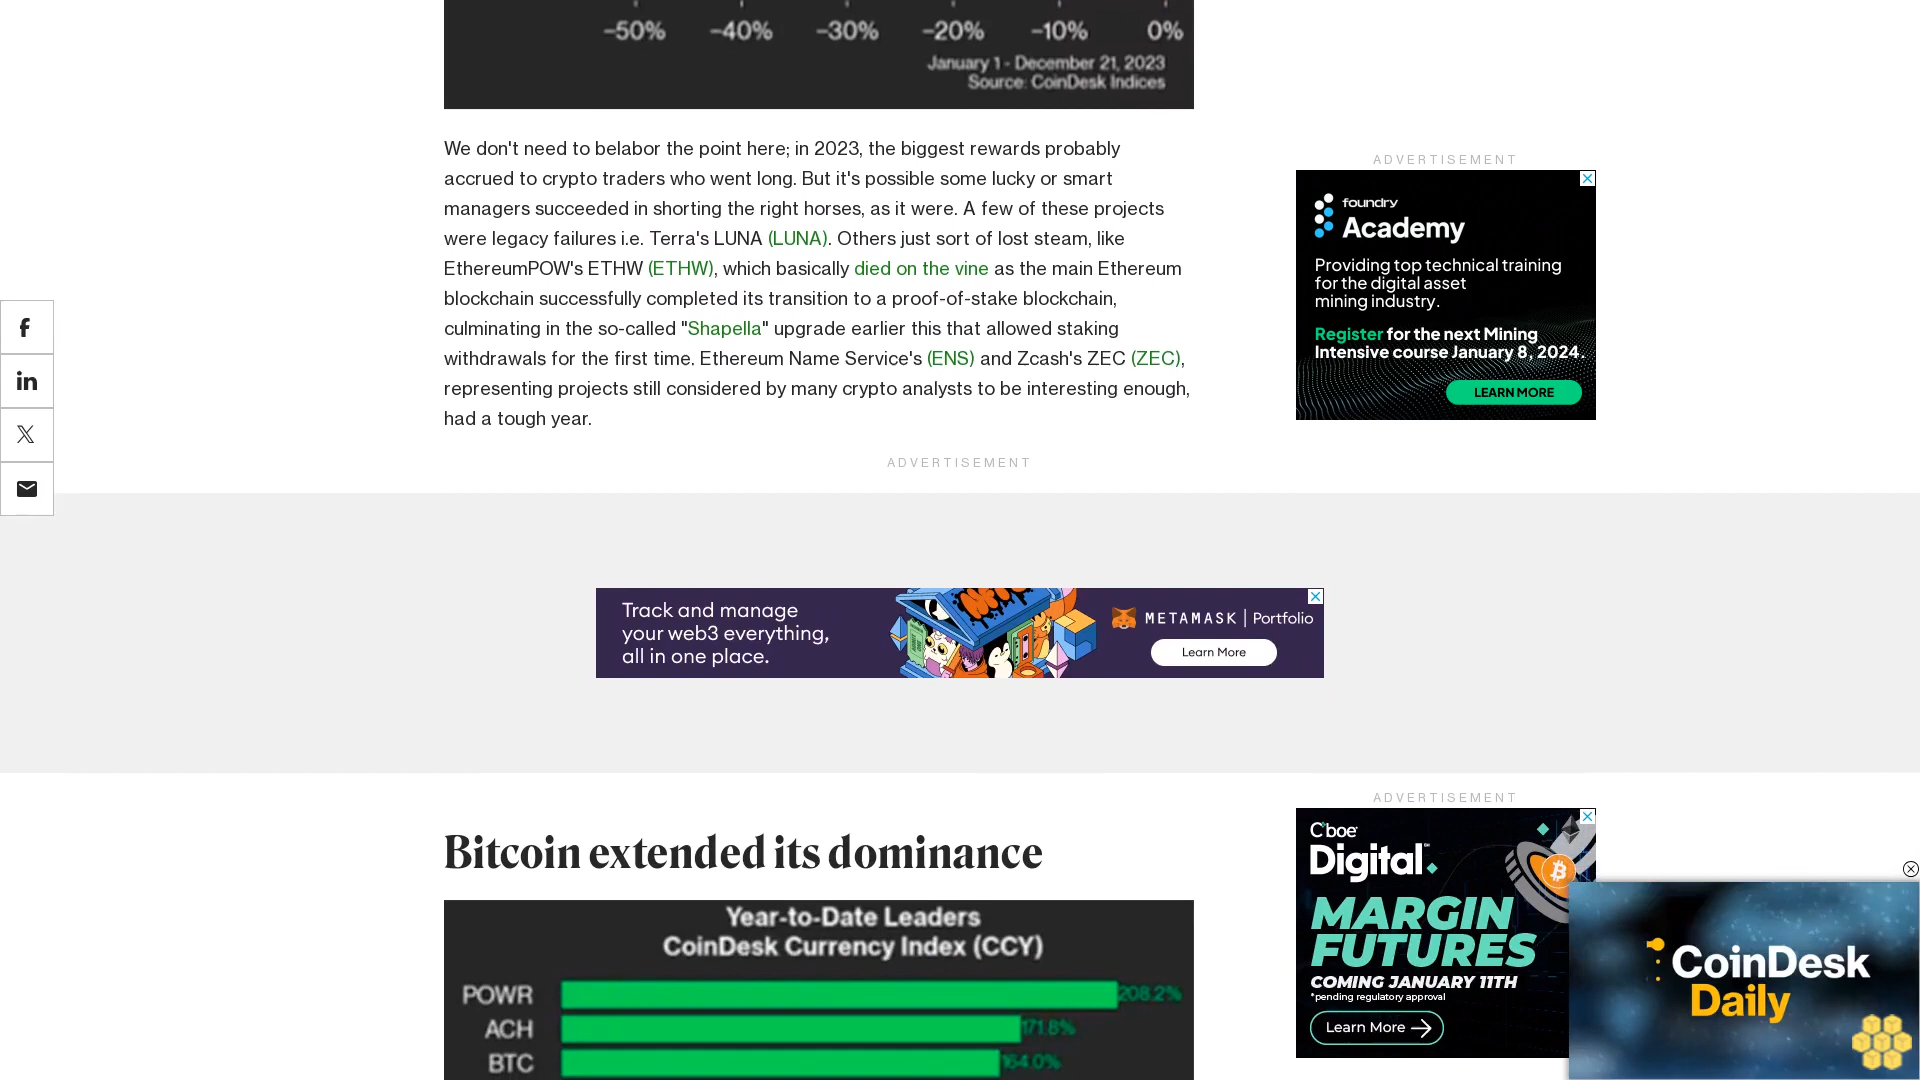 -50% -40% -30% -20% -10% 0%
January 1 - December 21, 2023
Source: CoinDesk Indices
We don't need to belabor the point here; in 2023, the biggest rewards probably
accrued to crypto traders who went long. But it's possible some lucky or smart
managers succeeded in shorting the right horses, as it were. A few of these projects
were legacy failures i.e. Terra's LUNA (LUNA). Others just sort of lost steam, like
EthereumPOW's ETHW (ETHW), which basically died on the vine as the main Ethereum
blockchain successfully completed its transition to a proof-of-stake blockchain,
culminating in the so-called "Shapella" upgrade earlier this that allowed staking
withdrawals for the first time. Ethereum Name Service's (ENS) and Zcash's ZEC (ZEC),
representing projects still considered by many crypto analysts to be interesting enough,
had a tough year.
ADVERTISEMENT
foundry
Academy
Providing top technical training
for the digital asset
mining industry.
Register for the next Mining
Intensive course January 8, 2024.
LEARN MORE
ADVERTISEMENT
Track and manage
your web3 everything,
all in one place.
METAMASK | Portfolio
Learn More
Bitcoin extended its dominance
Year-to-Date Leaders
CoinDesk Currency Index (CCY)
POWR 208.2%
ACH 171.8%
BTC 164.0%
ADVERTISEMENT
Cboe
Digital
MARGIN
FUTURES
COMING JANUARY 11TH
*pending regulatory approval
Learn More
CoinDesk
Daily